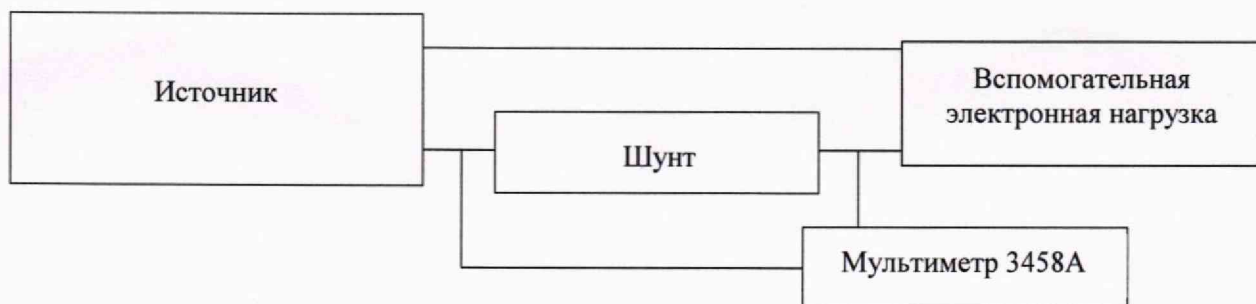 Источник
Вспомогательная
электронная нагрузка
Шунт
Мультиметр 3458А